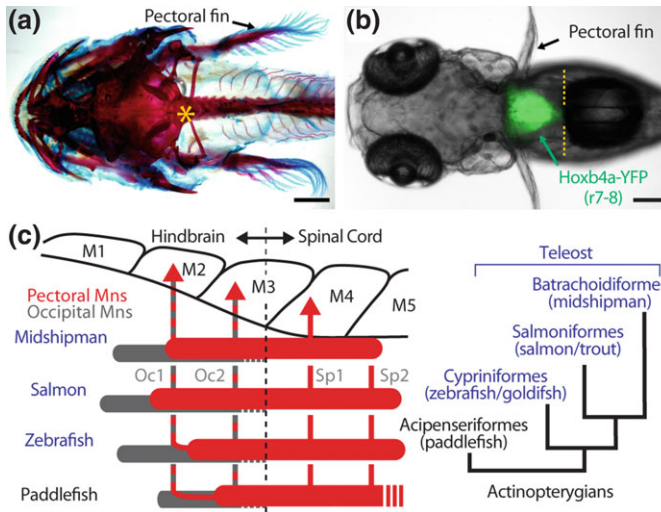 (a)
Pectoral fin
*
(b)
Pectoral fin
Hoxb4a-YFP
(r7-8)
(c)
Hindbrain
Spinal Cord
M1
M2
M3
M4
M5
Pectoral Mns
Occipital Mns
Midshipman
Oc1
Oc2
Sp1
Sp2
Salmon
Zebrafish
Paddlefish
Teleost
Batrachoidiforme
(midshipman)
Salmoniformes
(salmon/trout)
Cypriniformes
(zebrafish/goldifsh)
Acipenseriformes
(paddlefish)
Actinopterygians